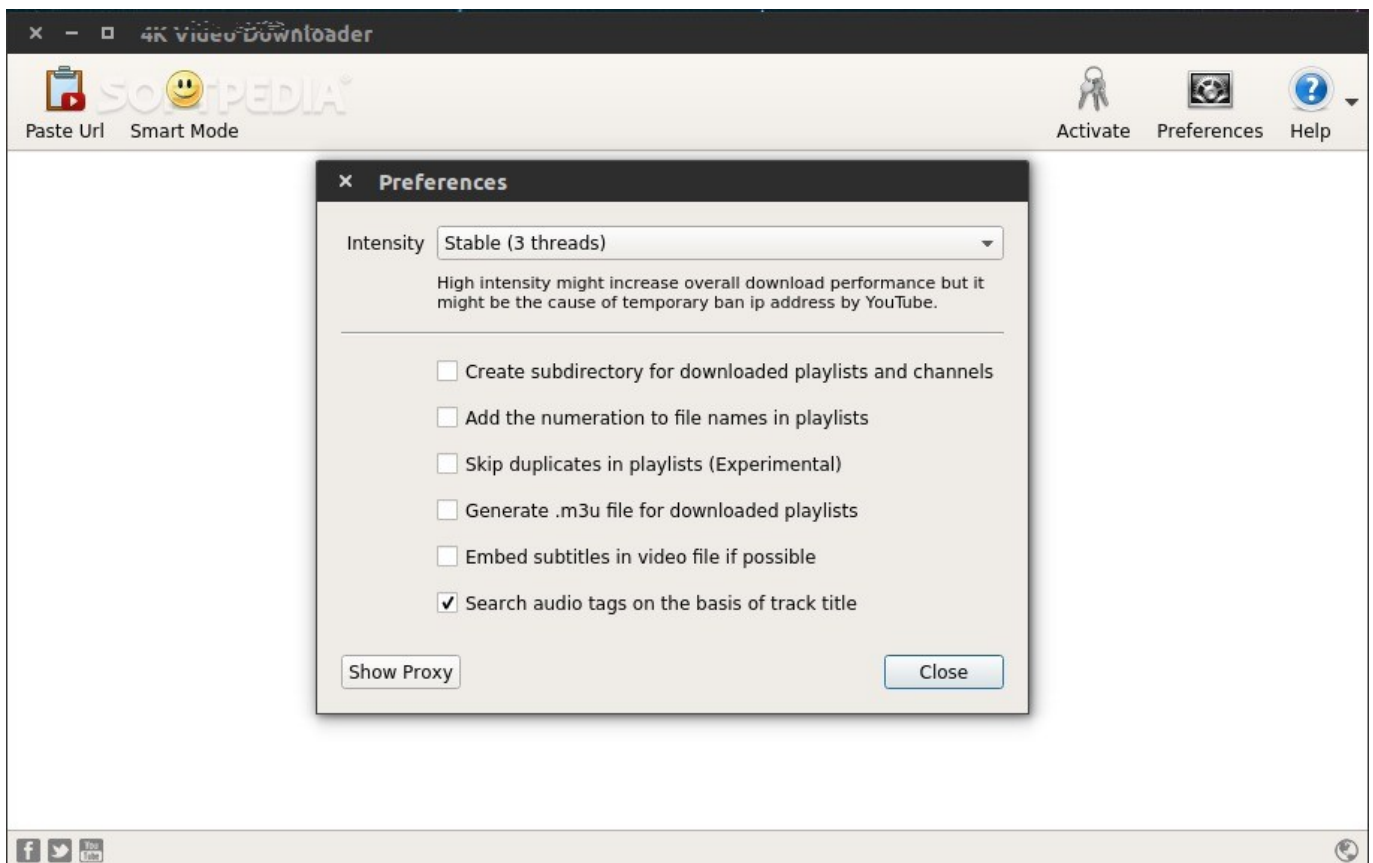 4K Video Downloader
SOFTPEDIA
Paste Url Smart Mode Activate Preferences Help
Preferences
Intensity Stable (3 threads)
High intensity might increase overall download performance but it
might be the cause of temporary ban ip address by YouTube.
Create subdirectory for downloaded playlists and channels
Add the numeration to file names in playlists
Skip duplicates in playlists (Experimental)
Generate .m3u file for downloaded playlists
Embed subtitles in video file if possible
Search audio tags on the basis of track title
Show Proxy Close
f You
Tube